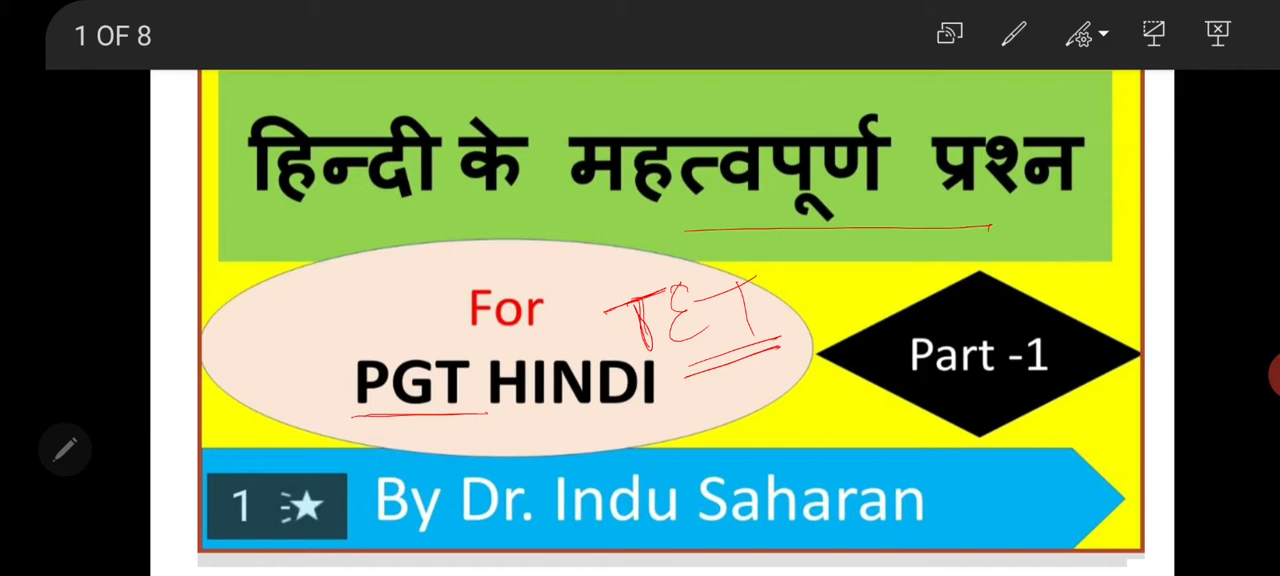 1 OF 8
हिन्दी के महत्वपूर्ण प्रश्न
For TET
PGT HINDI
Part -1
1
By Dr. Indu Saharan